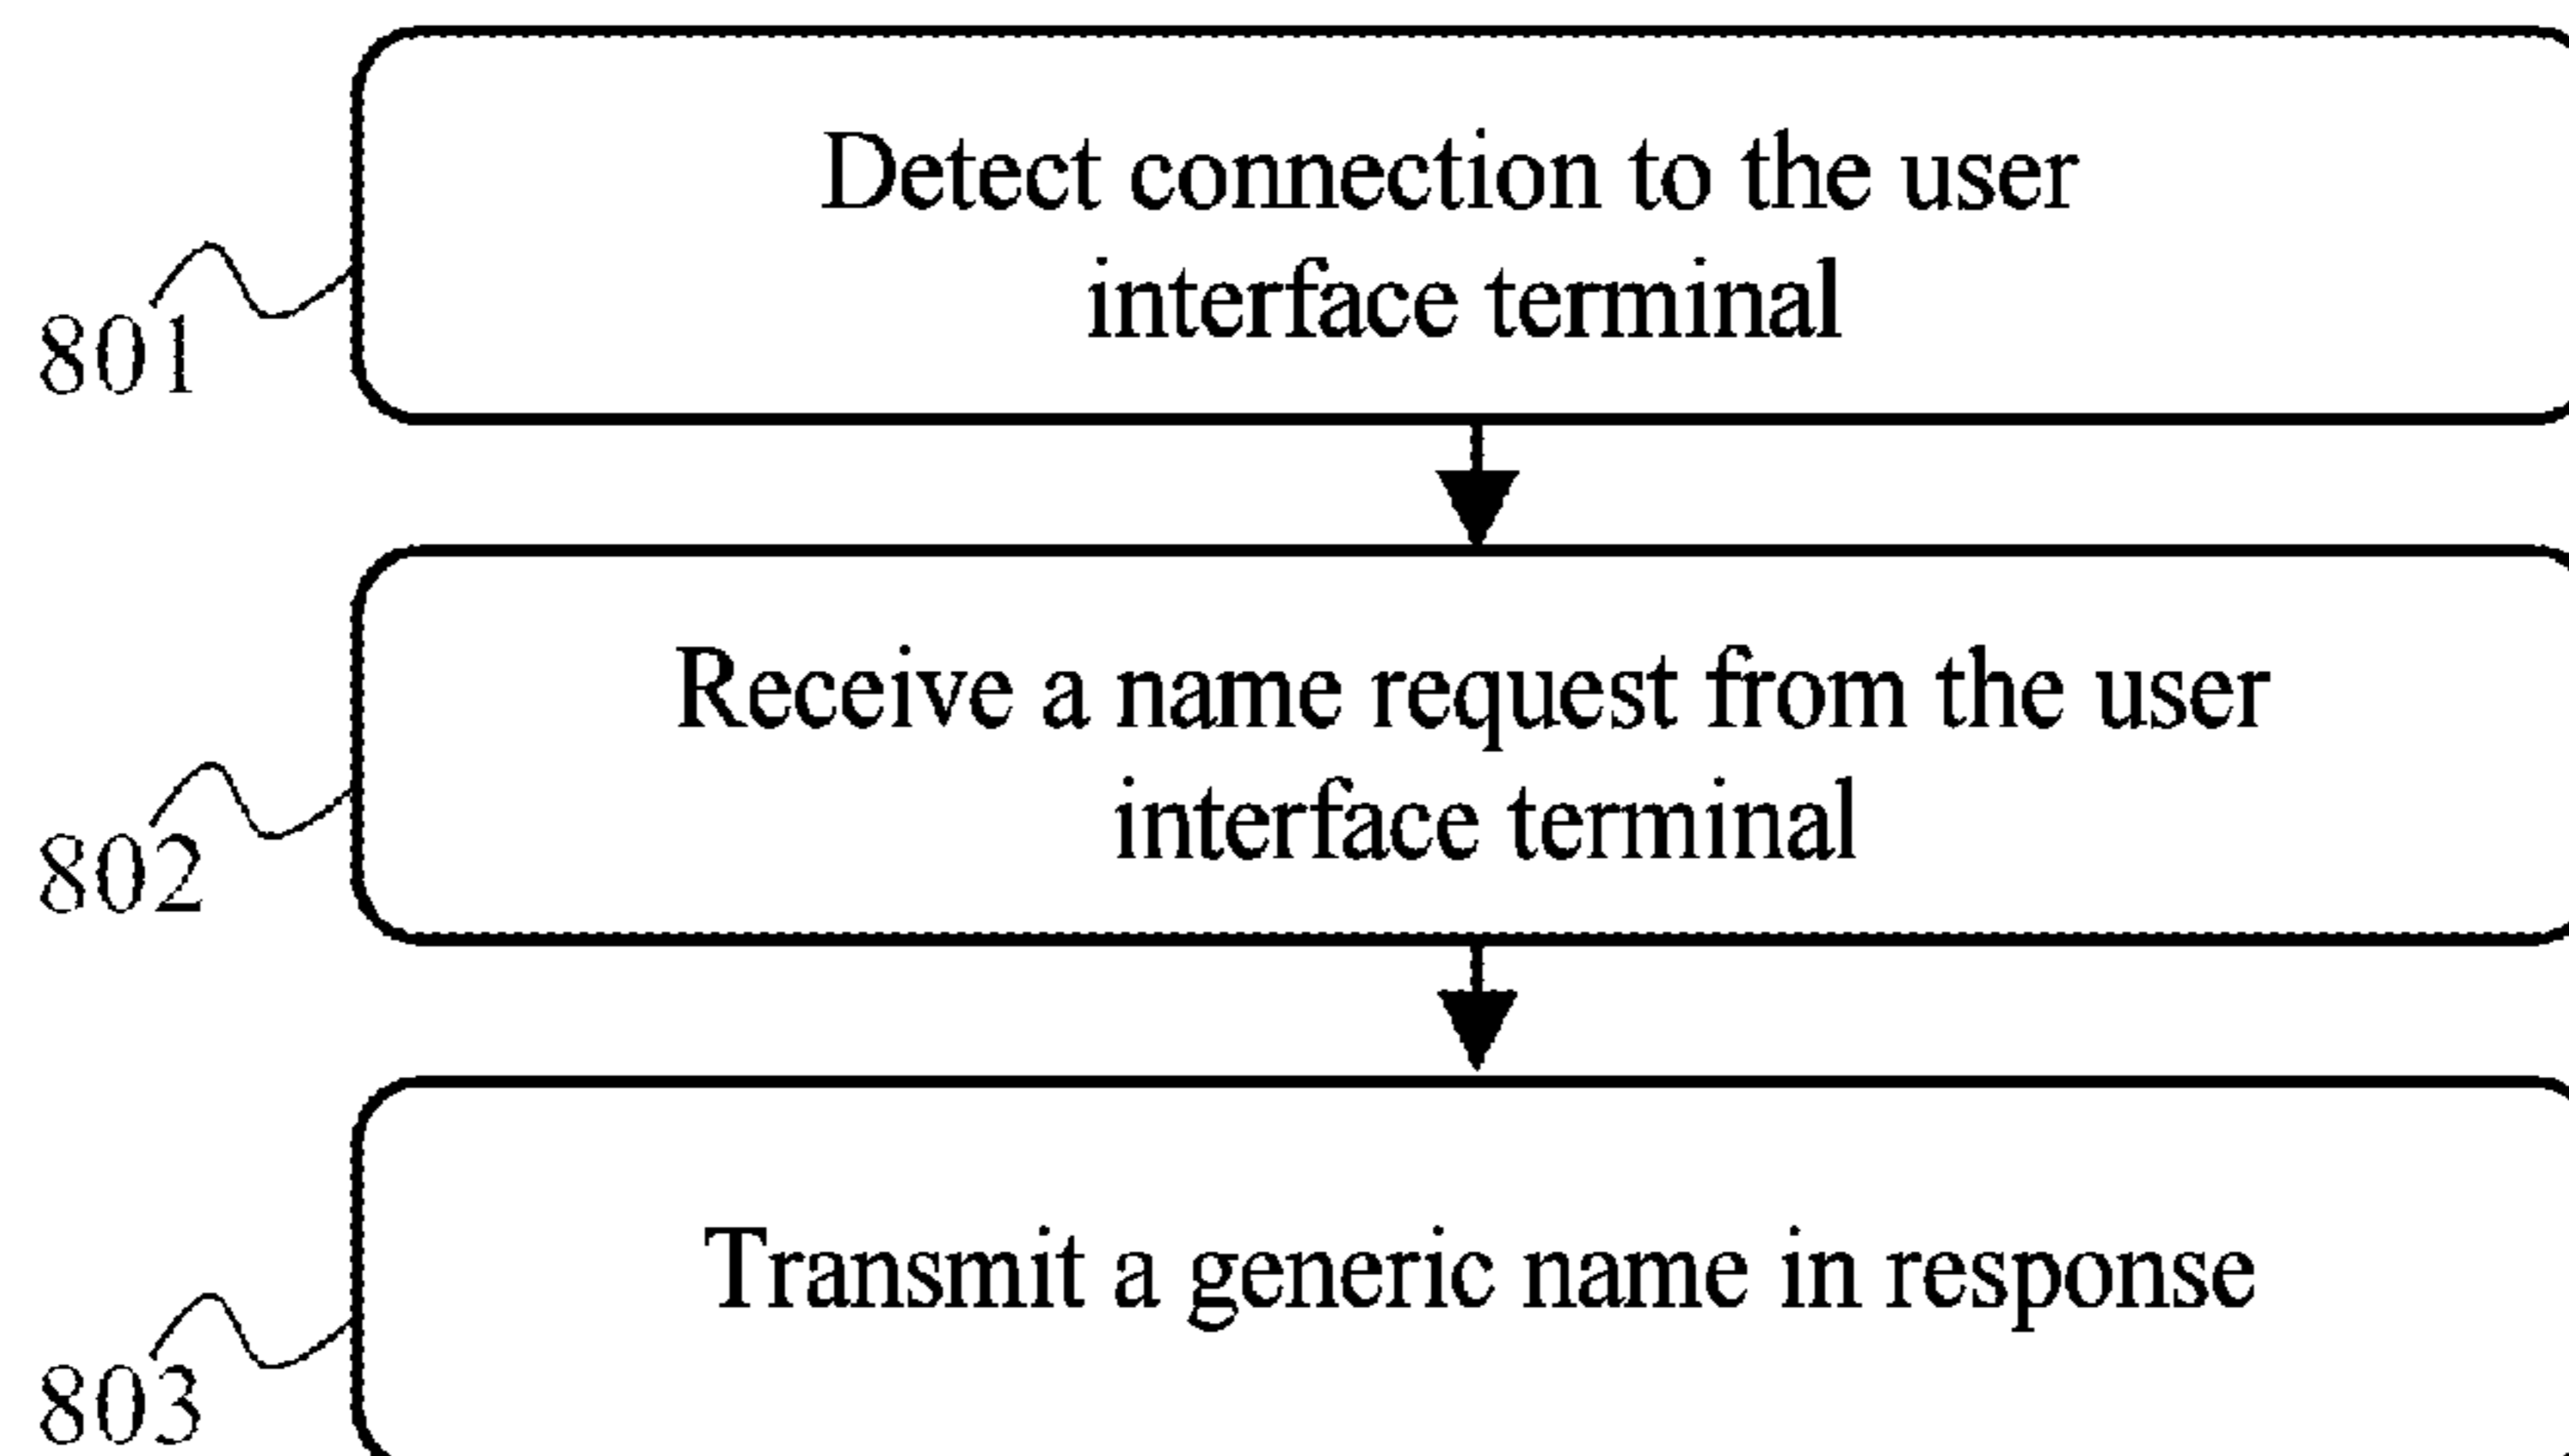 Detect connection to the user
interface terminal
801
Receive a name request from the user
interface terminal
802
Transmit a generic name in response
803